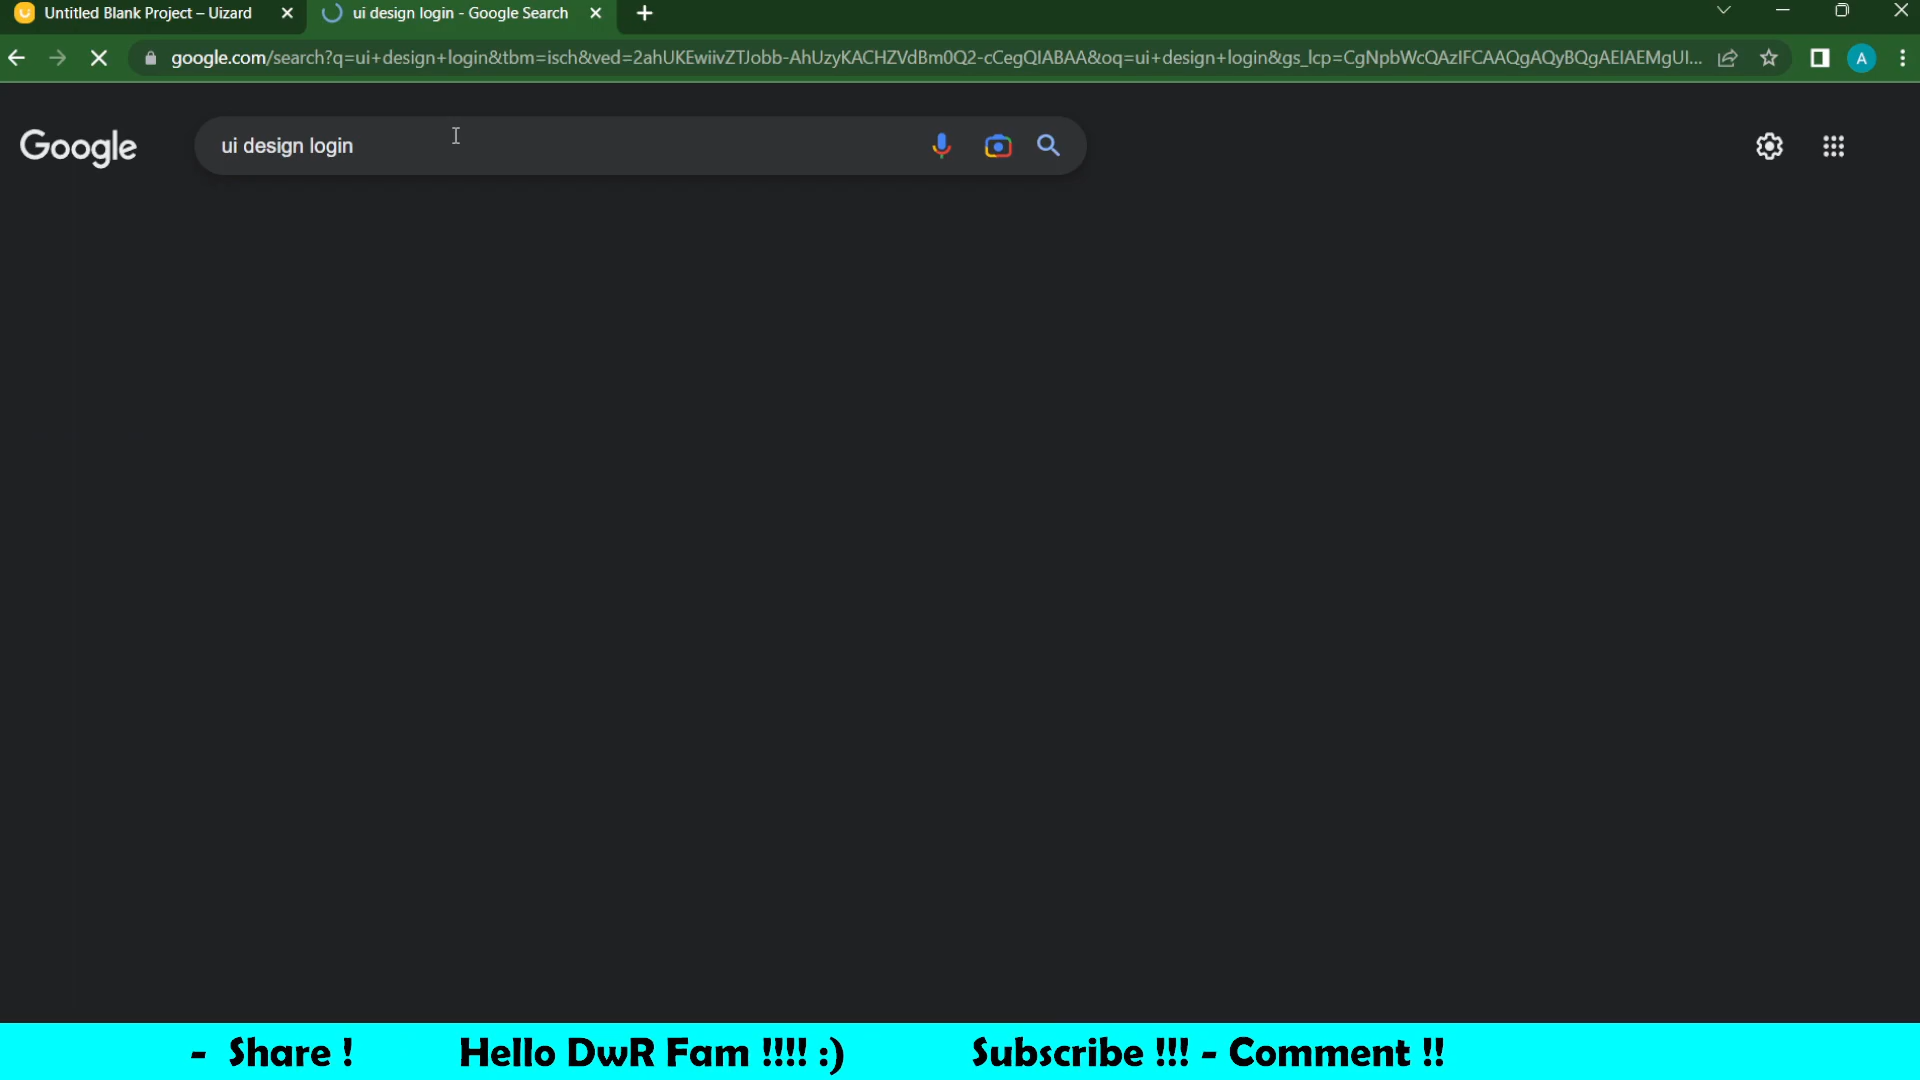 Untitled Blank Project – Uizard
ui design login - Google Search
google.com/search?q=ui+design+login&tbm=isch&ved=2ahUKEwiivZTJobb-AhUzyKACHZVdBm0Q2-cCegQIABAA&oq=ui+design+login&gs_lcp=CgNpbWcQAzIFCAAQgAQyBQgAEIAEMgUI...
A
Google
ui design login
- Share ! Hello DwR Fam !!!! :) Subscribe !!! - Comment !!